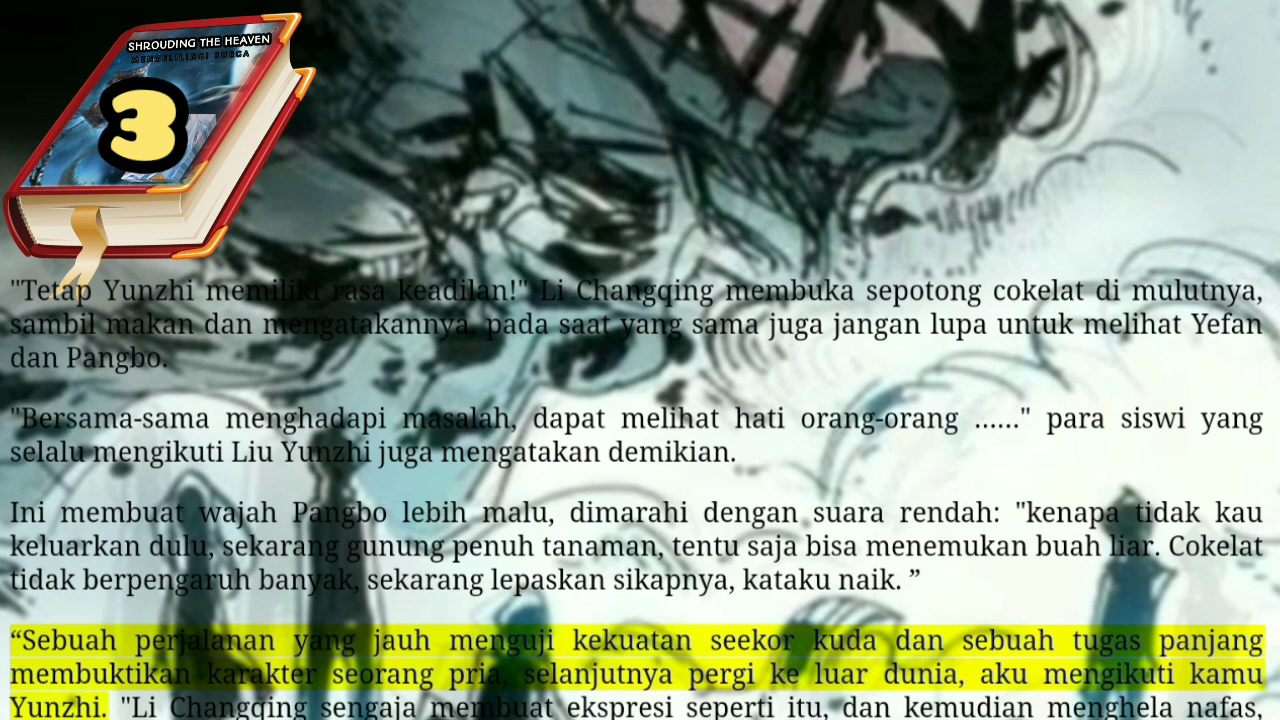 SHROUDING THE HEAVEN
MENGELILINGI SURGA
3
"Tetap Yunzhi memiliki rasa keadilan!" Li Changqing membuka sepotong cokelat di mulutnya,
sambil makan dan mengatakannya, pada saat yang sama juga jangan lupa untuk melihat Yefan
dan Pangbo.
"Bersama-sama menghadapi masalah, dapat melihat hati orang-orang ……" para siswi yang
selalu mengikuti Liu Yunzhi juga mengatakan demikian.
Ini membuat wajah Pangbo lebih malu, dimarahi dengan suara rendah: "kenapa tidak kau
keluarkan dulu, sekarang gunung penuh tanaman, tentu saja bisa menemukan buah liar. Cokelat
tidak berpengaruh banyak, sekarang lepaskan sikapnya, kataku naik. ”
“Sebuah perjalanan yang jauh menguji kekuatan seekor kuda dan sebuah tugas panjang
membuktikan karakter seorang pria, selanjutnya pergi ke luar dunia, aku mengikuti kamu
Yunzhi. "Li Changqing sengaja membuat ekspresi seperti itu, dan kemudian menghela nafas,